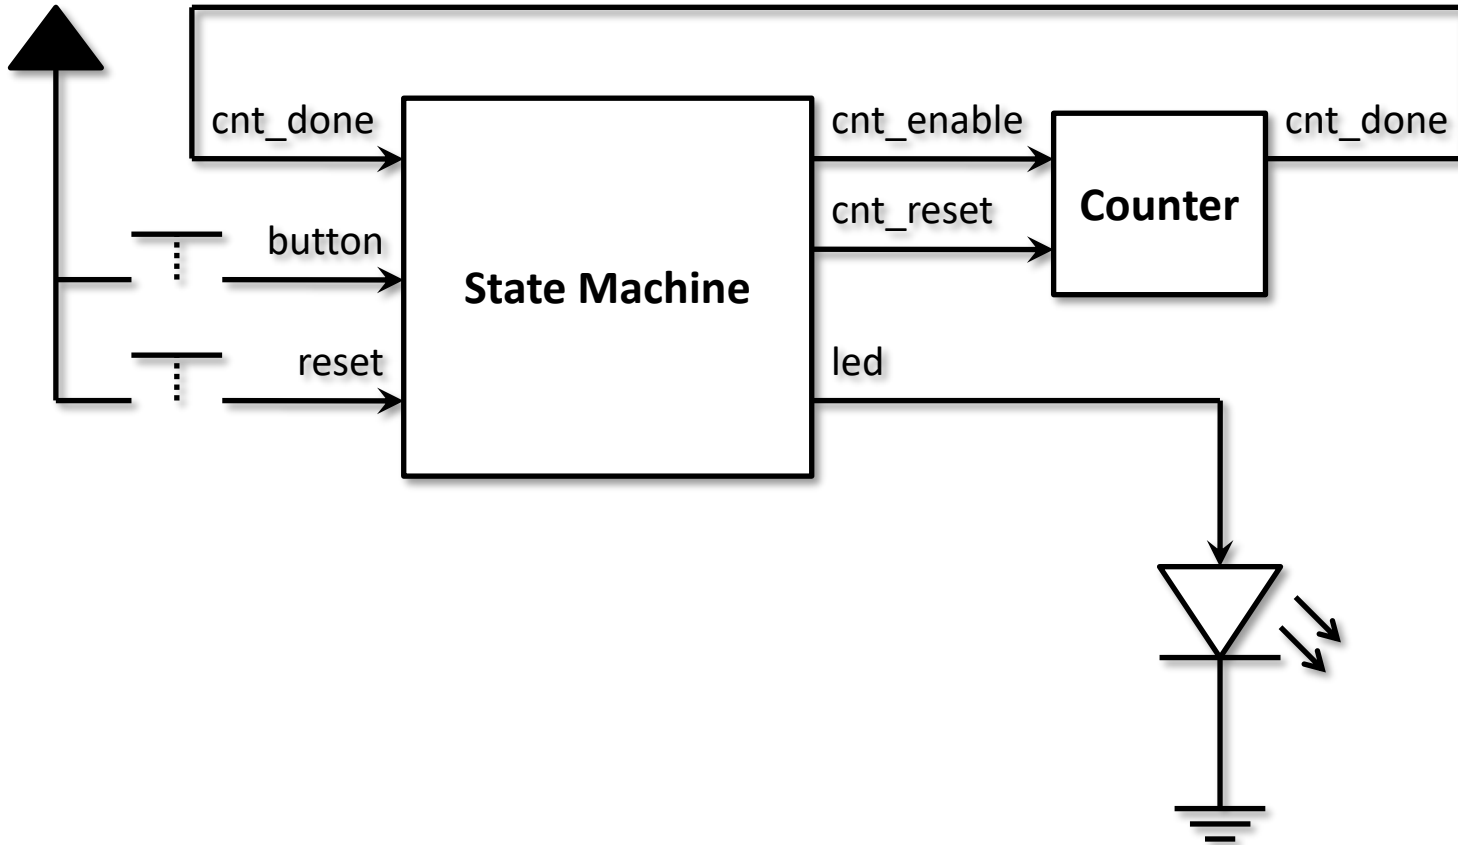 cnt_done
cnt_enable
cnt_done
cnt_reset
Counter
button
State Machine
reset
led